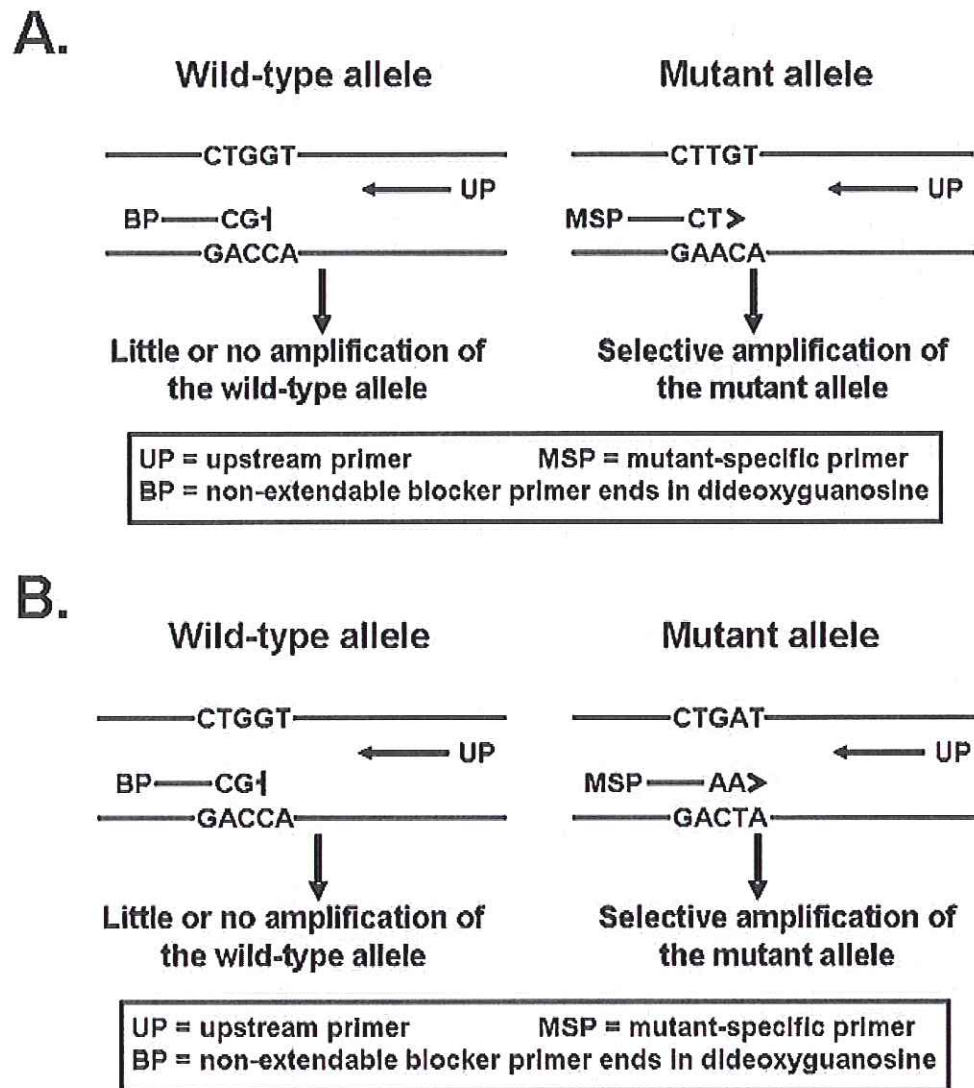 A.
Wild-type allele Mutant allele
CTGGT CTTGT
UP UP
BP CG MSP CT
GACCA GAACA
Little or no amplification of Selective amplification of
the wild-type allele the mutant allele
UP = upstream primer MSP = mutant-specific primer
BP = non-extendable blocker primer ends in dideoxyguanosine
B.
Wild-type allele Mutant allele
CTGGT CTGAT
UP UP
BP CG MSP AA
GACCA GACTA
Little or no amplification of Selective amplification of
the wild-type allele the mutant allele
UP = upstream primer MSP = mutant-specific primer
BP = non-extendable blocker primer ends in dideoxyguanosine